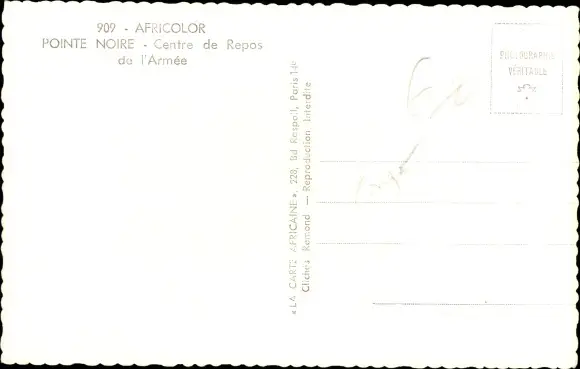 909 - AFRICOLOR
POINTE NOIRE - Centre de Repos
de l'Armée
« LA CARTE AFRICAINE », 228, Bd Raspail, Paris 14e
Clichés Remond — Reproduction Interdite
VÉRITABLE